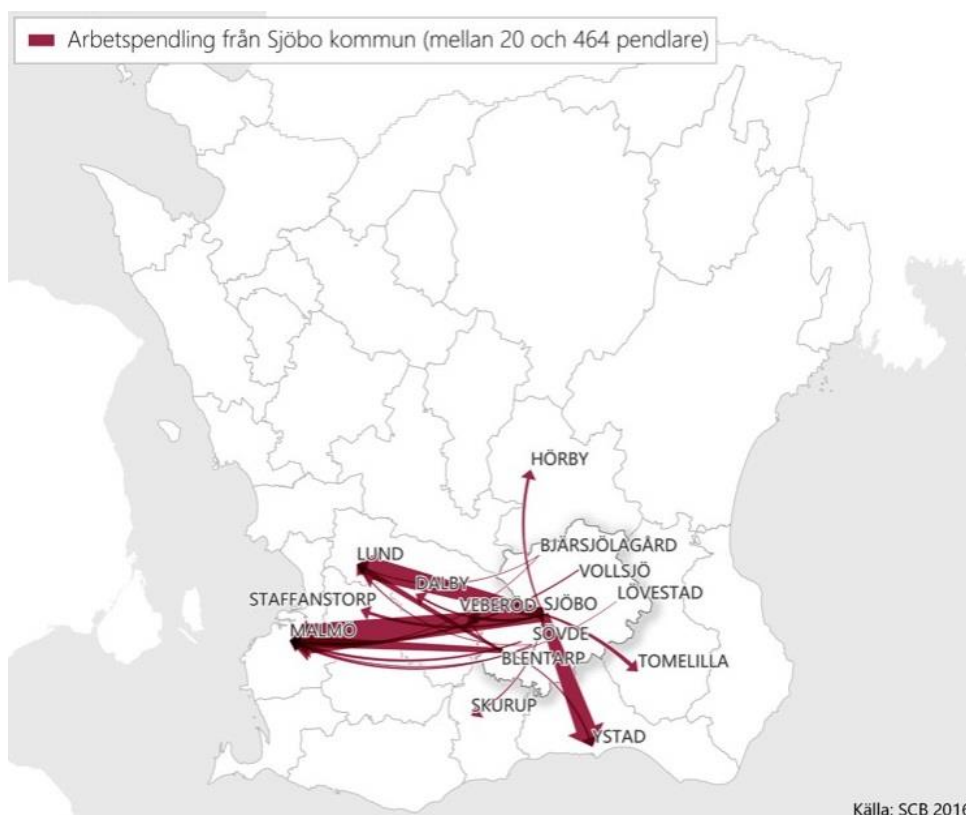 Arbetspendling från Sjöbo kommun (mellan 20 och 464 pendlare)
HÖRBY
BJÄRSJÖLAGÅRD
LUND
VOLLSJÖ
DALBY
LÖVESTAD
STAFFANSTORP
VEBERÖD
SJÖBO
MALMÖ
SÖVDE
BLENTARP
TOMELILLA
SKURUP
YSTAD
Källa: SCB 2016